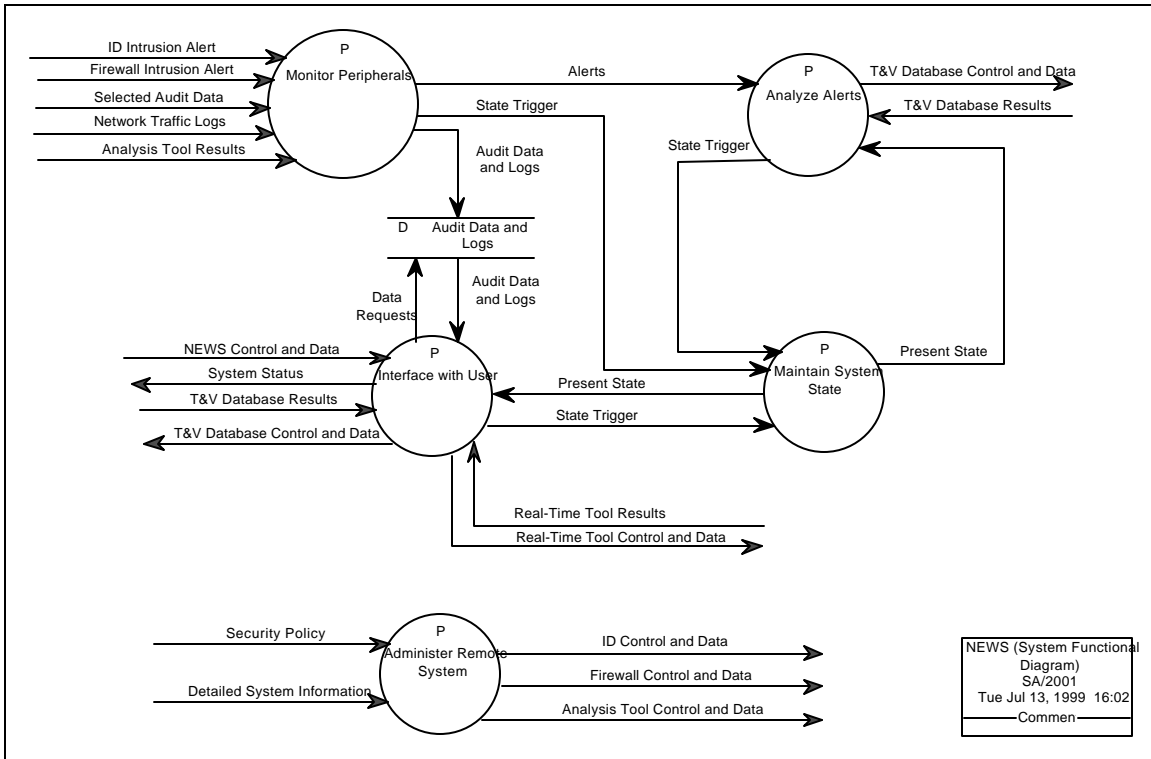 P
Monitor Peripherals
ID Intrusion Alert
Firewall Intrusion Alert
Selected Audit Data
Network Traffic Logs
Analysis Tool Results
Alerts
State Trigger
Audit Data
and Logs
P
Analyze Alerts
T&V Database Control and Data
T&V Database Results
State Trigger
D Audit Data and
Logs
Data
Requests
Audit Data
and Logs
NEWS Control and Data
System Status
T&V Database Results
T&V Database Control and Data
P
Interface with User
Present State
State Trigger
P
Maintain System
State
Present State
Real-Time Tool Results
Real-Time Tool Control and Data
Security Policy
Detailed System Information
P
Administer Remote
System
ID Control and Data
Firewall Control and Data
Analysis Tool Control and Data
NEWS (System Functional
Diagram)
SA/2001
Tue Jul 13, 1999 16:02
Commen